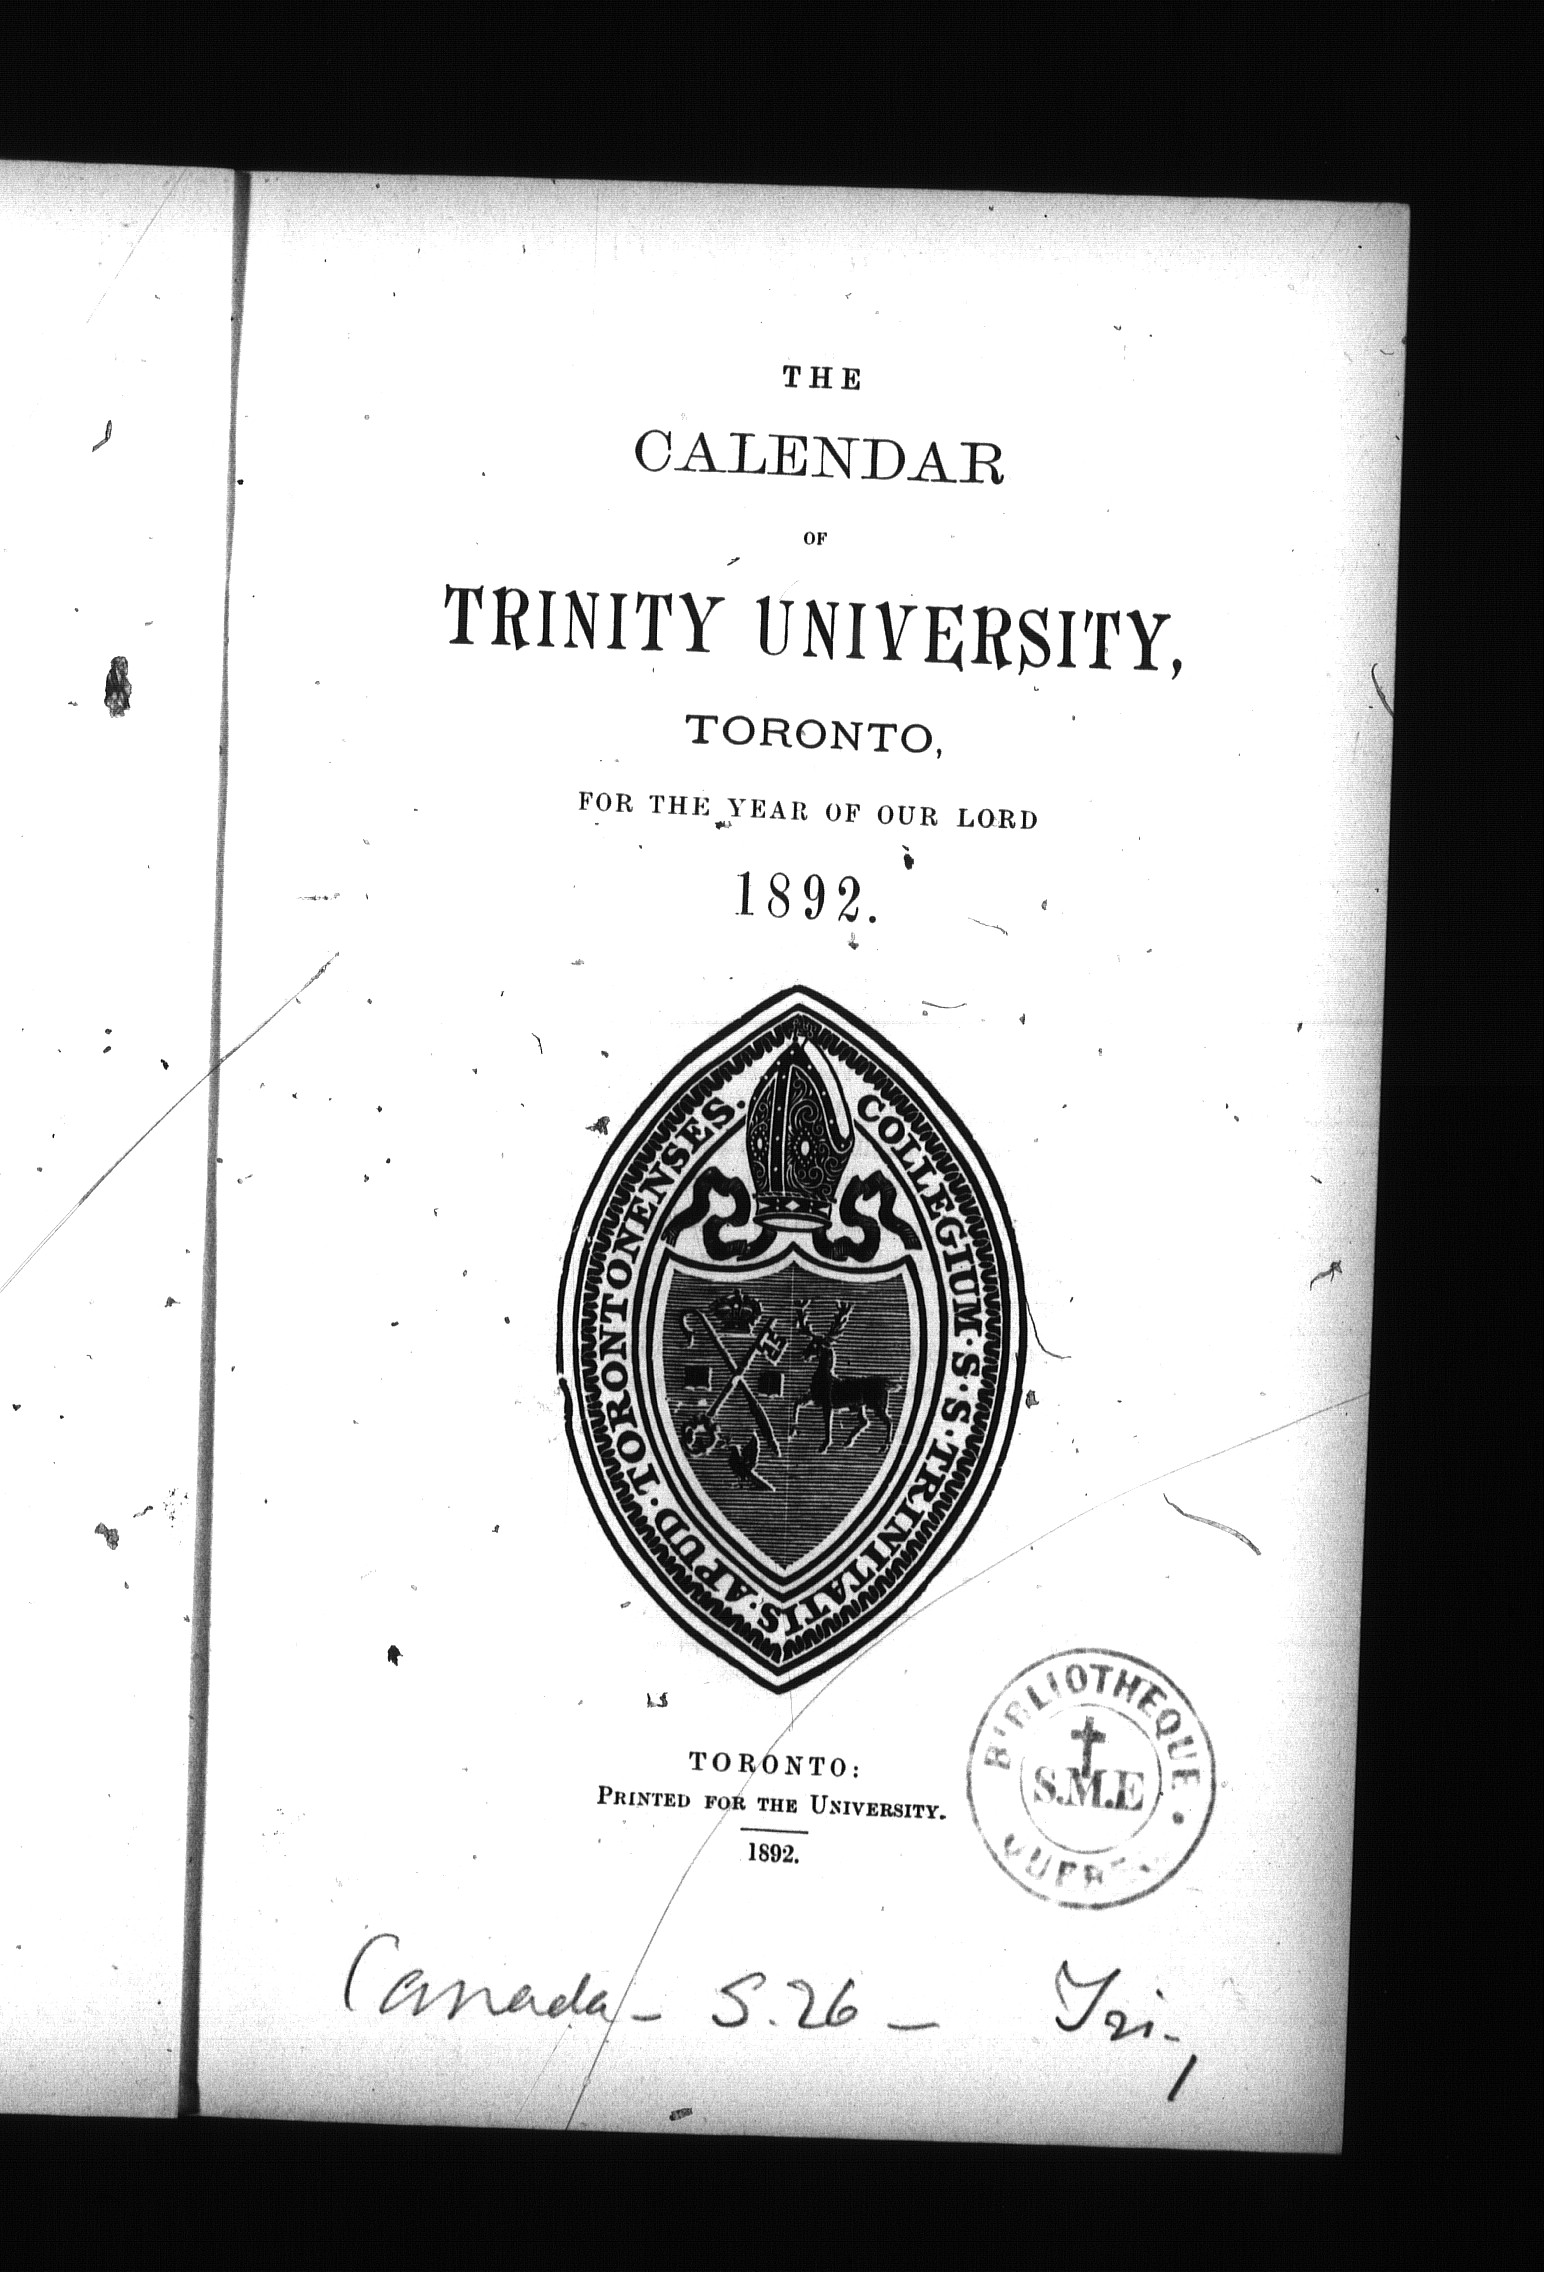 THE
CALENDAR
OF
TRINITY UNIVERSITY,
TORONTO,
FOR THE YEAR OF OUR LORD
1892.
COLLEGIUM · S · S · TRINITATIS · APUD · TORONTONENSES.
TORONTO:
PRINTED FOR THE UNIVERSITY.
1892.
BIBLIOTHEQUE
S.M.E
Canada - S.26 - Tri-